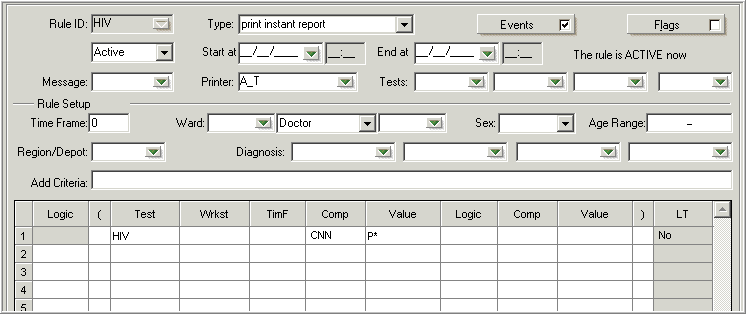 Rule ID: HIV Type: print instant report Events Flags
Active Start at __/__/____ __:__ End at __/__/____ __:__ The rule is ACTIVE now
Message: Printer: A_T Tests:
Rule Setup
Time Frame: 0 Ward: Doctor Sex: Age Range: –
Region/Depot: Diagnosis:
Add Criteria:
Logic ( Test Wrkst TimF Comp Value Logic Comp Value ) LT
1 HIV CNN P* No
2
3
4
5